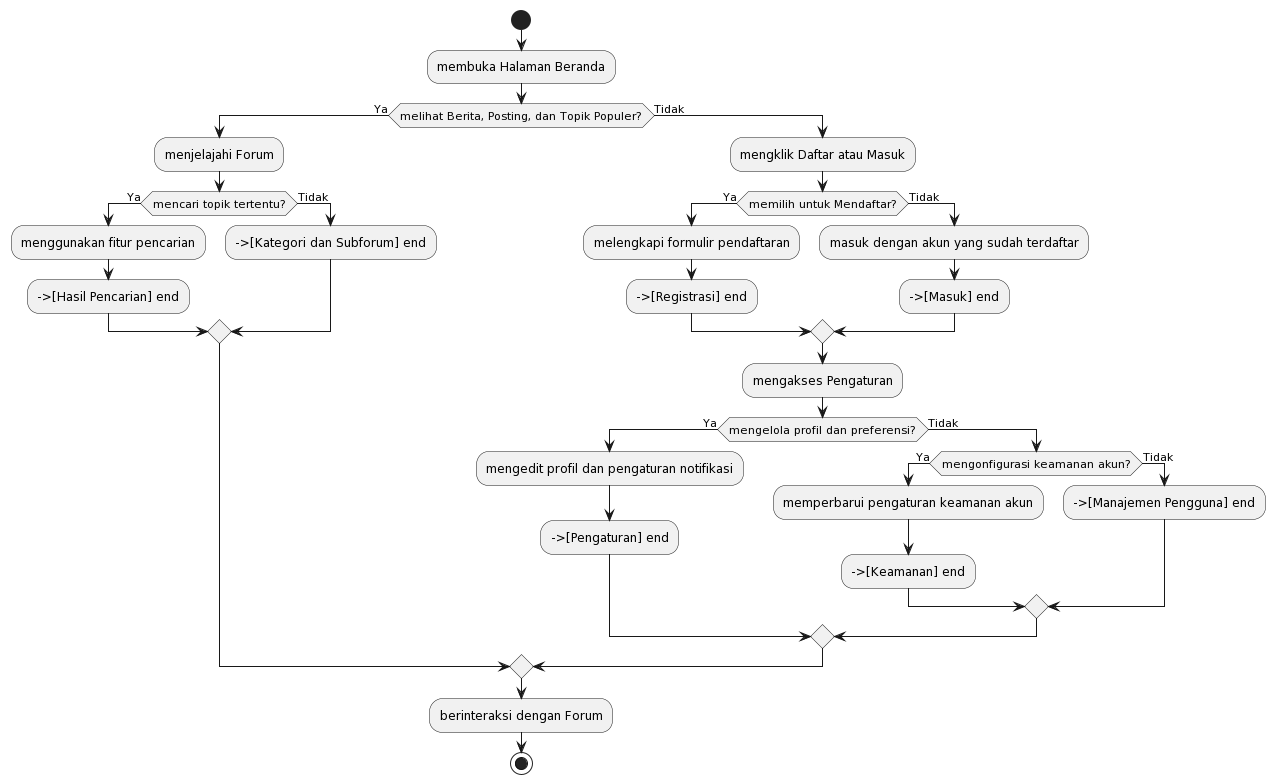 membuka Halaman Beranda
Ya
melihat Berita, Posting, dan Topik Populer?
Tidak
menjelajahi Forum
mengklik Daftar atau Masuk
Ya
mencari topik tertentu?
Tidak
Ya
memilih untuk Mendaftar?
Tidak
menggunakan fitur pencarian
->[Kategori dan Subforum] end
melengkapi formulir pendaftaran
masuk dengan akun yang sudah terdaftar
->[Hasil Pencarian] end
->[Registrasi] end
->[Masuk] end
mengakses Pengaturan
Ya
mengelola profil dan preferensi?
Tidak
mengedit profil dan pengaturan notifikasi
Ya
mengonfigurasi keamanan akun?
Tidak
memperbarui pengaturan keamanan akun
->[Manajemen Pengguna] end
->[Pengaturan] end
->[Keamanan] end
berinteraksi dengan Forum